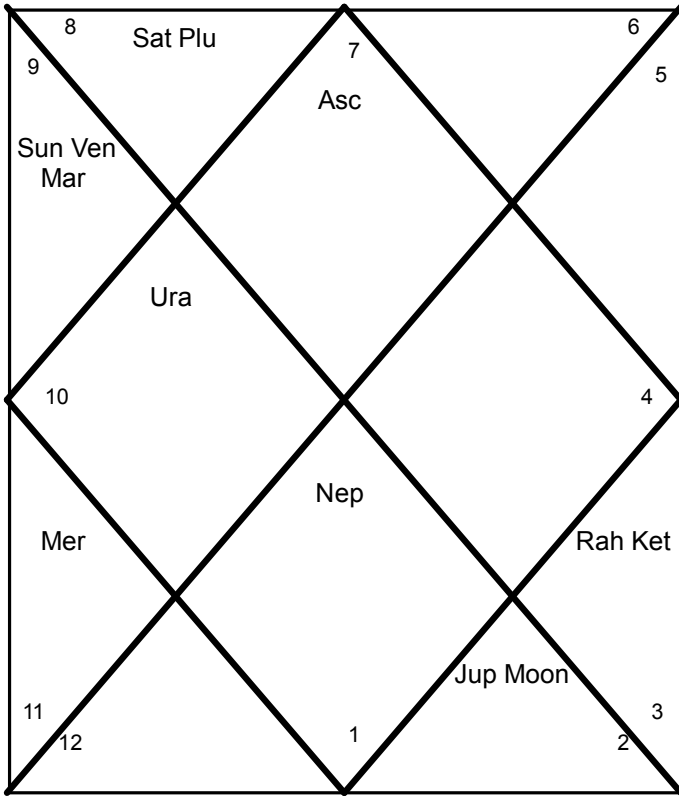 8
Sat Plu
6
7
9
5
Asc
Sun Ven
Mar
Ura
10
4
Nep
Mer
Rah Ket
Jup Moon
11
3
1
12
2